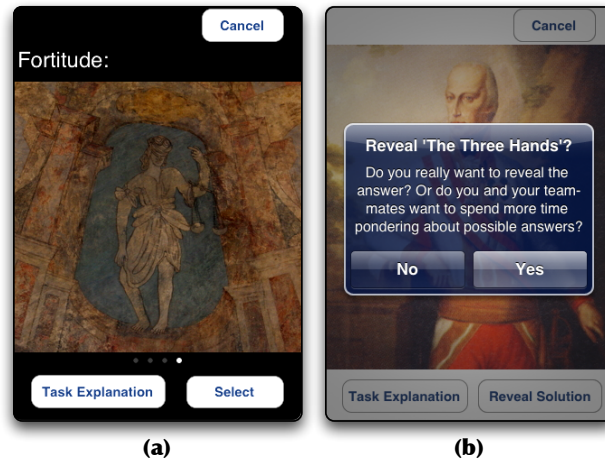 Cancel
Fortitude:
Task Explanation
Select
(a)
Cancel
Reveal 'The Three Hands'?
Do you really want to reveal the
answer? Or do you and your team-
mates want to spend more time
pondering about possible answers?
No Yes
Task Explanation Reveal Solution
(b)